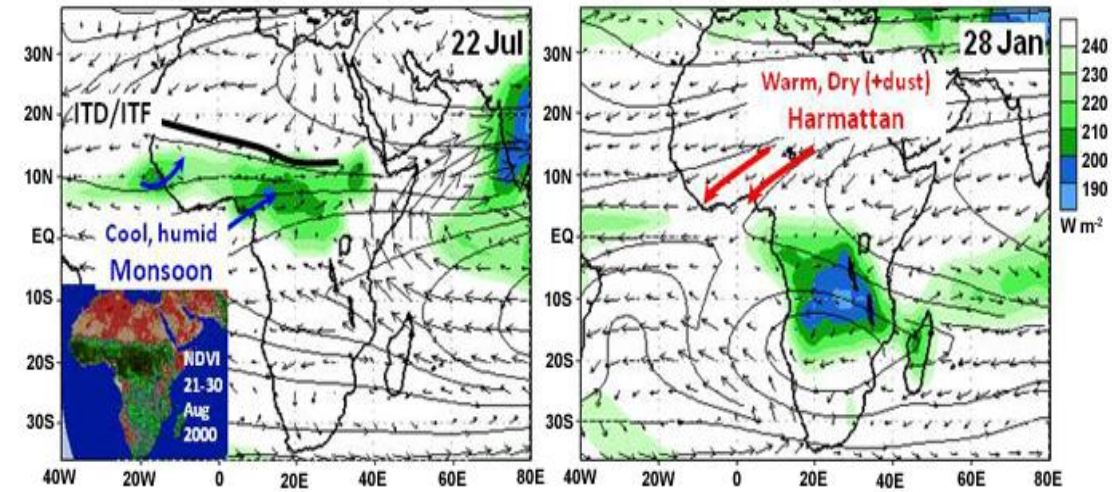 22 Jul
30N
20N
10N
EQ
10S
20S
30S
ITD/ITF
Cool, humid
Monsoon
NDVI
21-30
Aug
2000
40W 20W 0 20E 40E 60E 80E
28 Jan
30N
20N
10N
EQ
10S
20S
30S
Warm, Dry (+dust)
Harmattan
40W 20W 0 20E 40E 60E 80E
240
230
220
210
200
190
W m⁻²